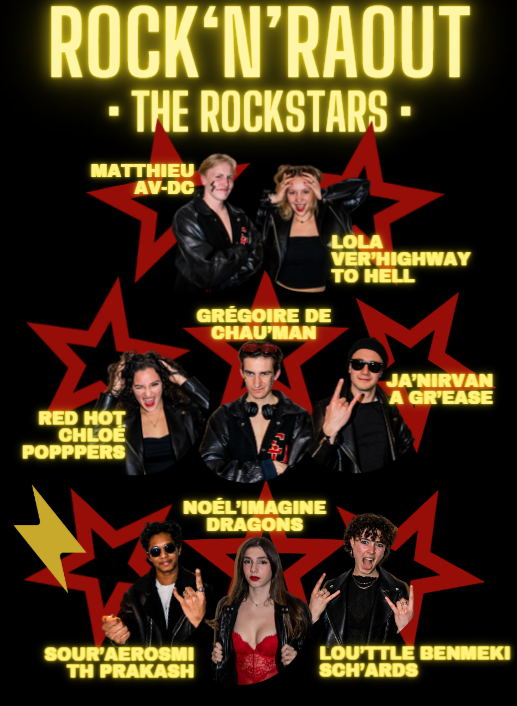 ROCK‘N’RAOUT
· THE ROCKSTARS ·
MATTHIEU
AV-DC
LOLA
VER'HIGHWAY
TO HELL
GRÉGOIRE DE
CHAU'MAN
JA'NIRVAN
A GR'EASE
RED HOT
CHLOÉ
POPPPERS
NOÉL'IMAGINE
DRAGONS
SOUR'AEROSMI
TH PRAKASH
LOU'TTLE BENMEKI
SCH'ARDS